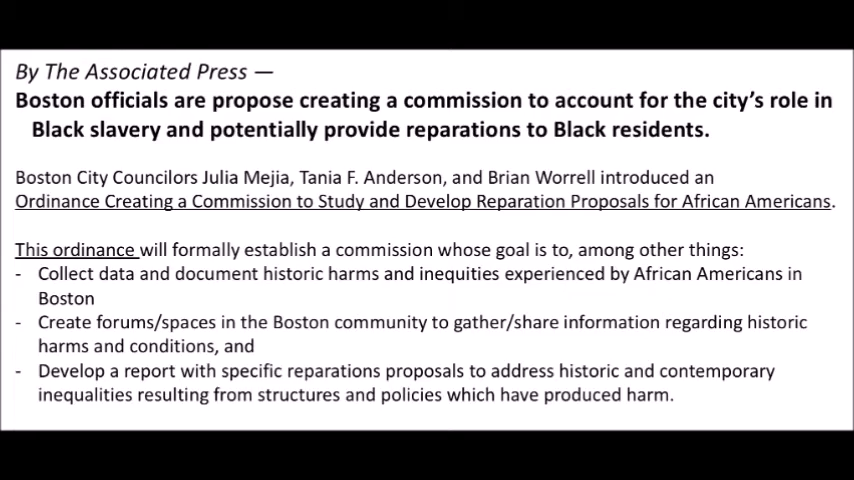 By The Associated Press —
Boston officials are propose creating a commission to account for the city's role in
Black slavery and potentially provide reparations to Black residents.
Boston City Councilors Julia Mejia, Tania F. Anderson, and Brian Worrell introduced an
Ordinance Creating a Commission to Study and Develop Reparation Proposals for African Americans.
This ordinance will formally establish a commission whose goal is to, among other things:
- Collect data and document historic harms and inequities experienced by African Americans in
Boston
- Create forums/spaces in the Boston community to gather/share information regarding historic
harms and conditions, and
- Develop a report with specific reparations proposals to address historic and contemporary
inequalities resulting from structures and policies which have produced harm.